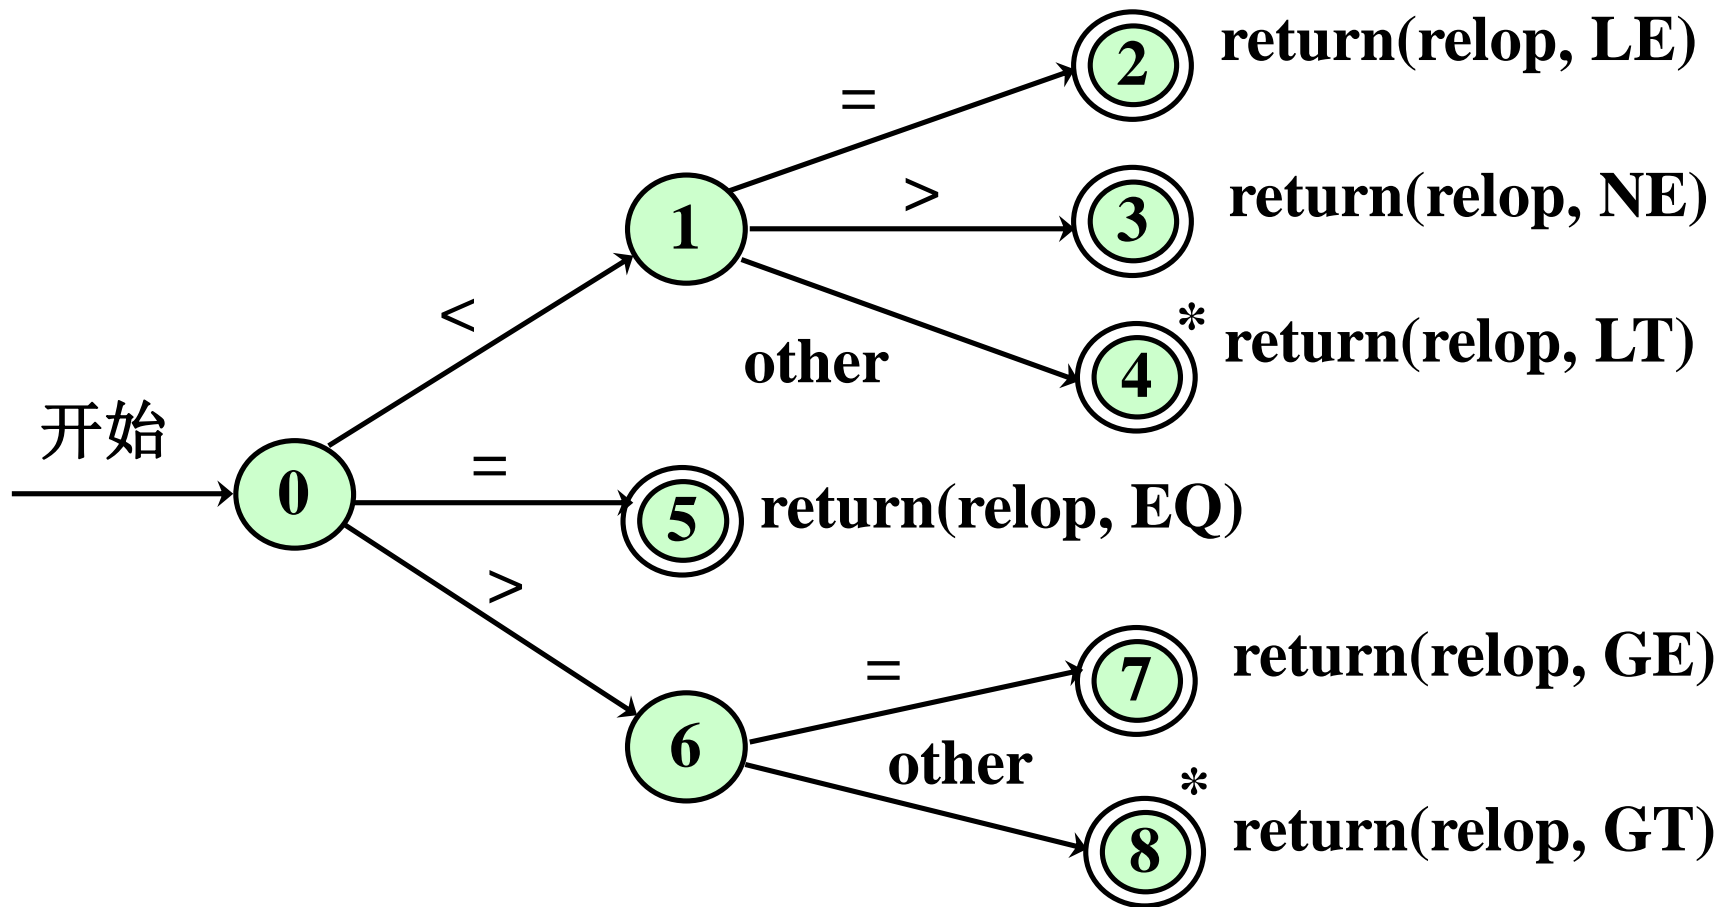 =
2
return(relop, LE)
1
>
3
return(relop, NE)
<
other
4
*
return(relop, LT)
开始
0
=
5
return(relop, EQ)
>
6
=
7
return(relop, GE)
other
8
*
return(relop, GT)